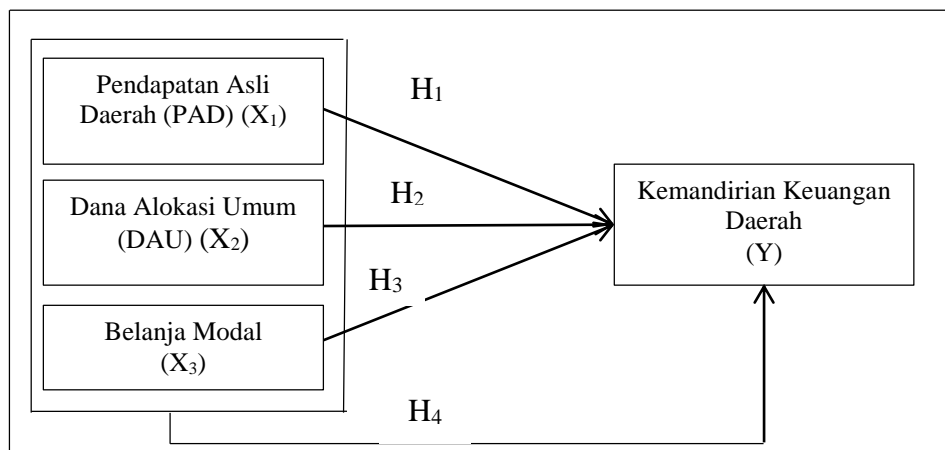 Pendapatan Asli
Daerah (PAD) (X₁)
H₁
Dana Alokasi Umum
(DAU) (X₂)
H₂
Kemandirian Keuangan
Daerah
(Y)
H₃
Belanja Modal
(X₃)
H₄